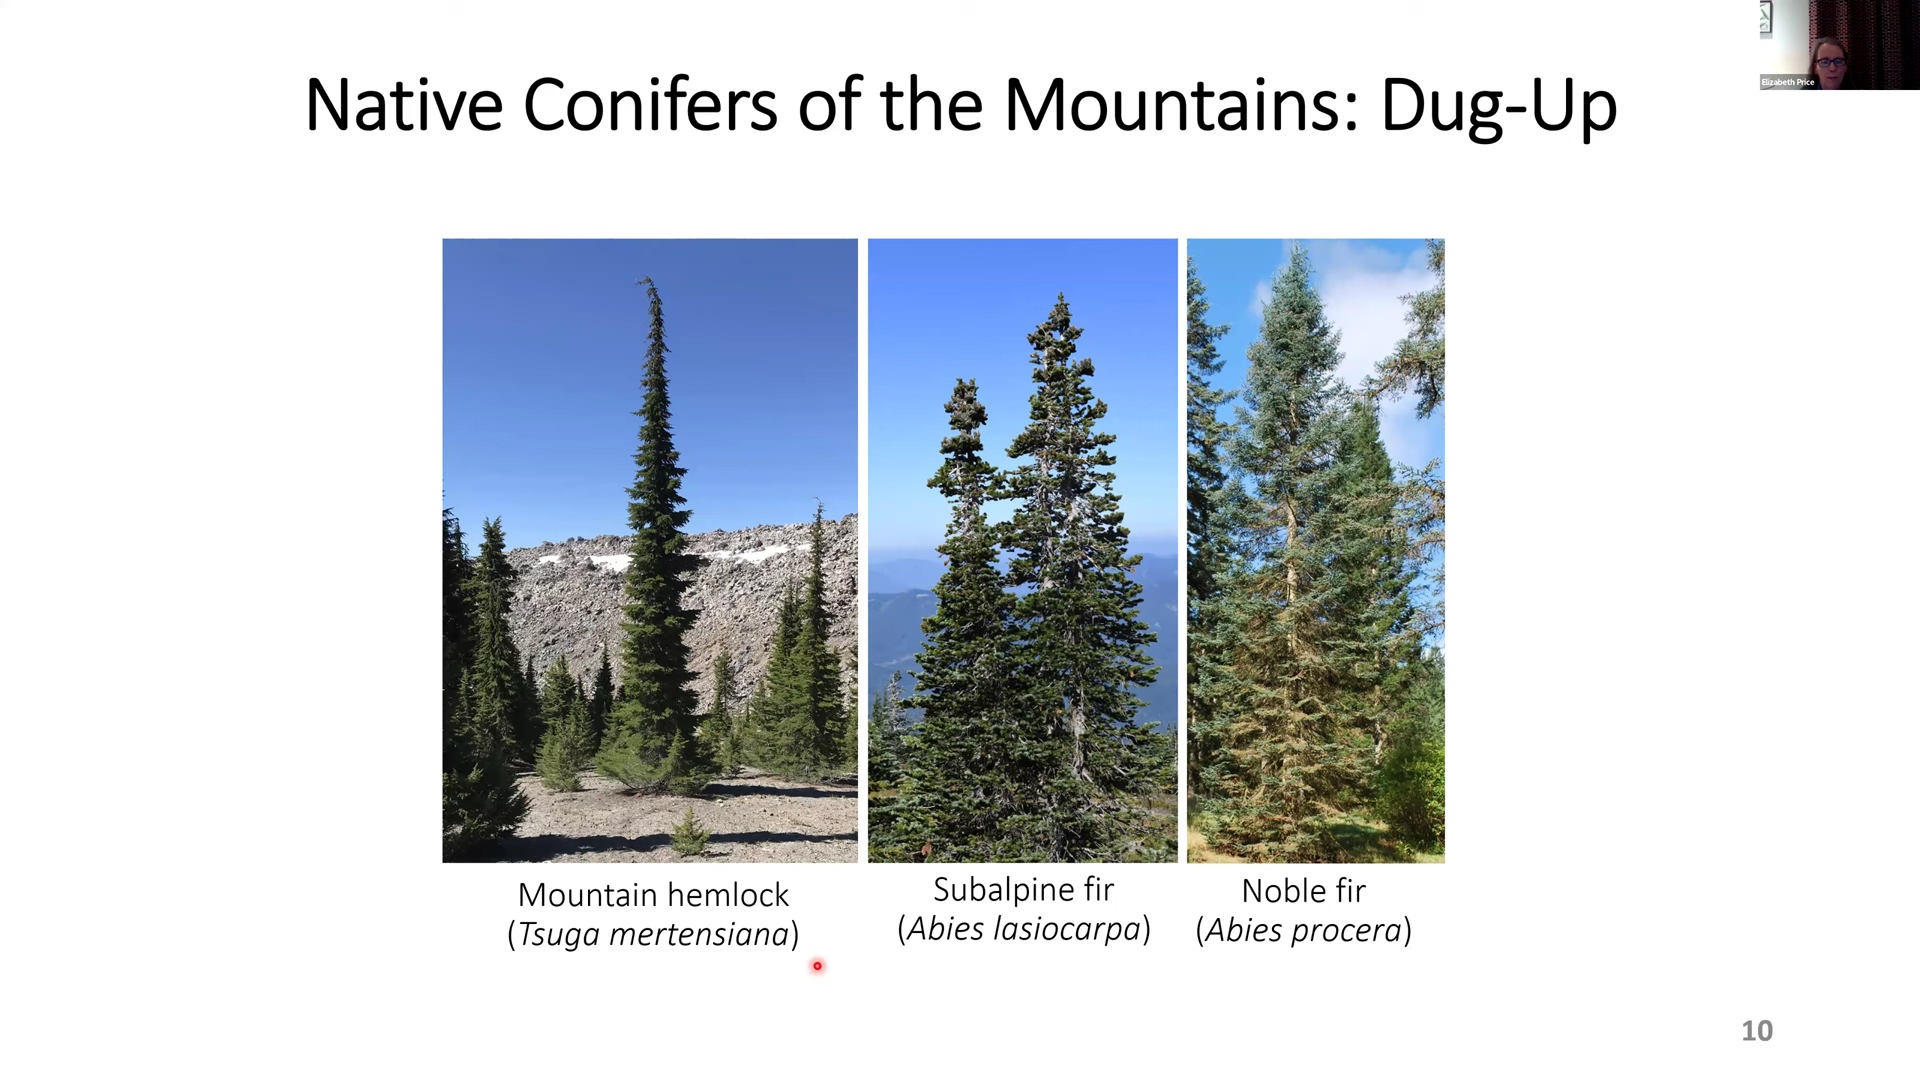 Native Conifers of the Mountains: Dug-Up
Elizabeth Price
Mountain hemlock
(Tsuga mertensiana)
Subalpine fir
(Abies lasiocarpa)
Noble fir
(Abies procera)
10